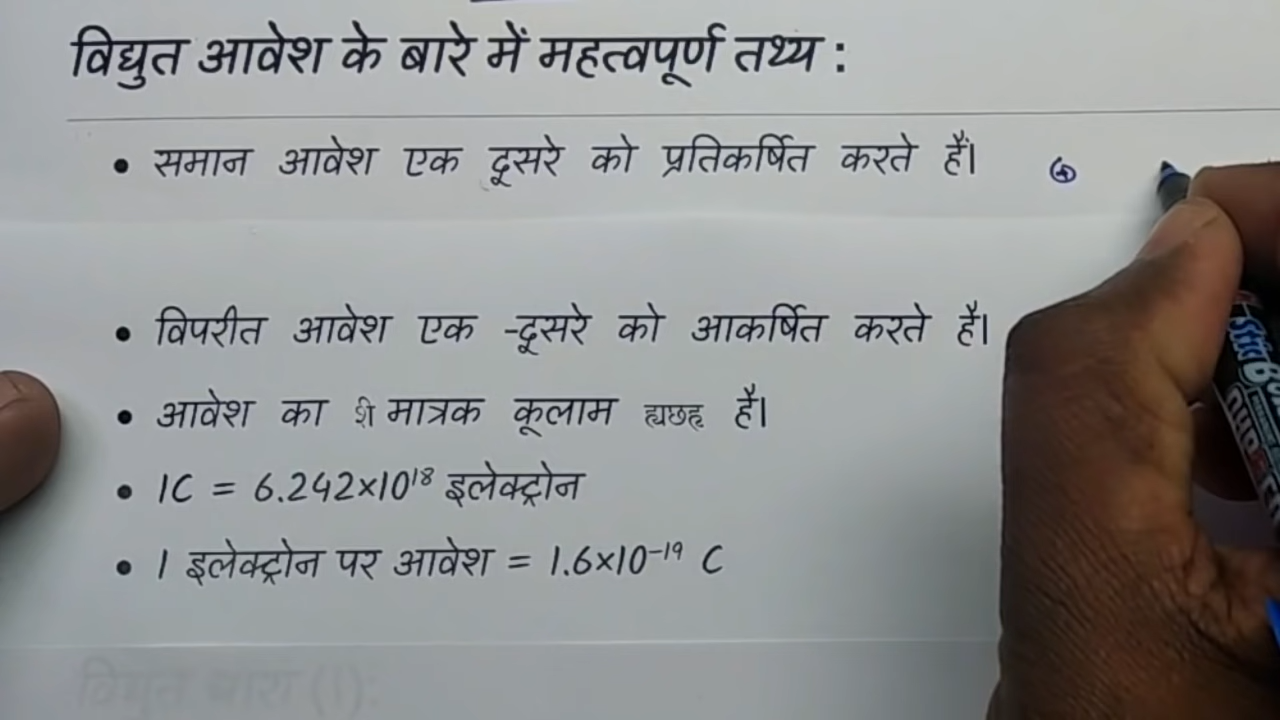 विद्युत आवेश के बारे में महत्वपूर्ण तथ्य :
• समान आवेश एक दूसरे को प्रतिकर्षित करते हैं। ⊕
• विपरीत आवेश एक -दूसरे को आकर्षित करते है।
• आवेश का शे मात्रक कूलाम ह्यछह्र है।
• 1C = 6.242×10¹⁸ इलेक्ट्रोन
• 1 इलेक्ट्रोन पर आवेश = 1.6×10⁻¹⁹ C
विद्युत धारा (I):